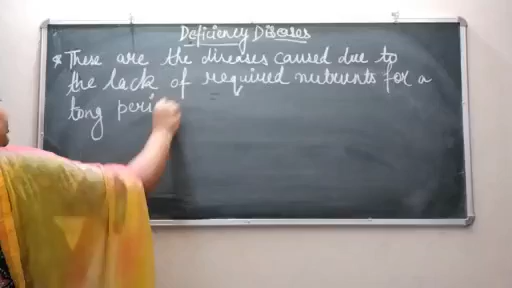 Deficiency Diseases
* These are the diseases caused due to
the lack of required nutrients for a
long peri